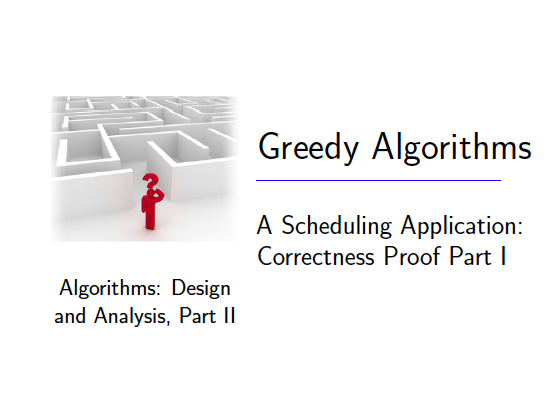 Greedy Algorithms
A Scheduling Application:
Correctness Proof Part I
Algorithms: Design
and Analysis, Part II